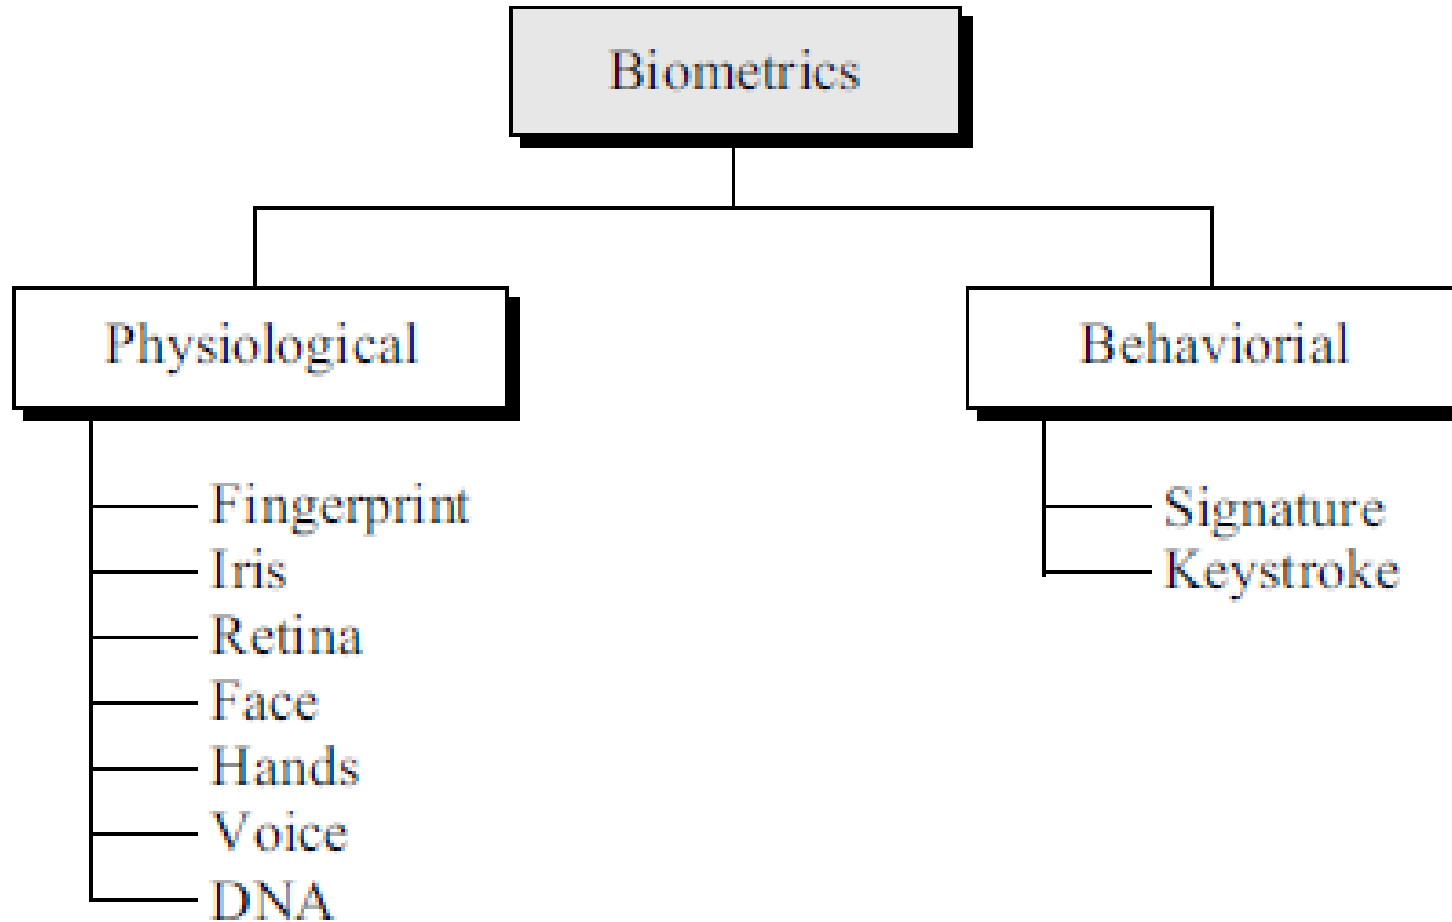 Biometrics
Physiological
Behaviorial
Fingerprint
Iris
Retina
Face
Hands
Voice
DNA
Signature
Keystroke